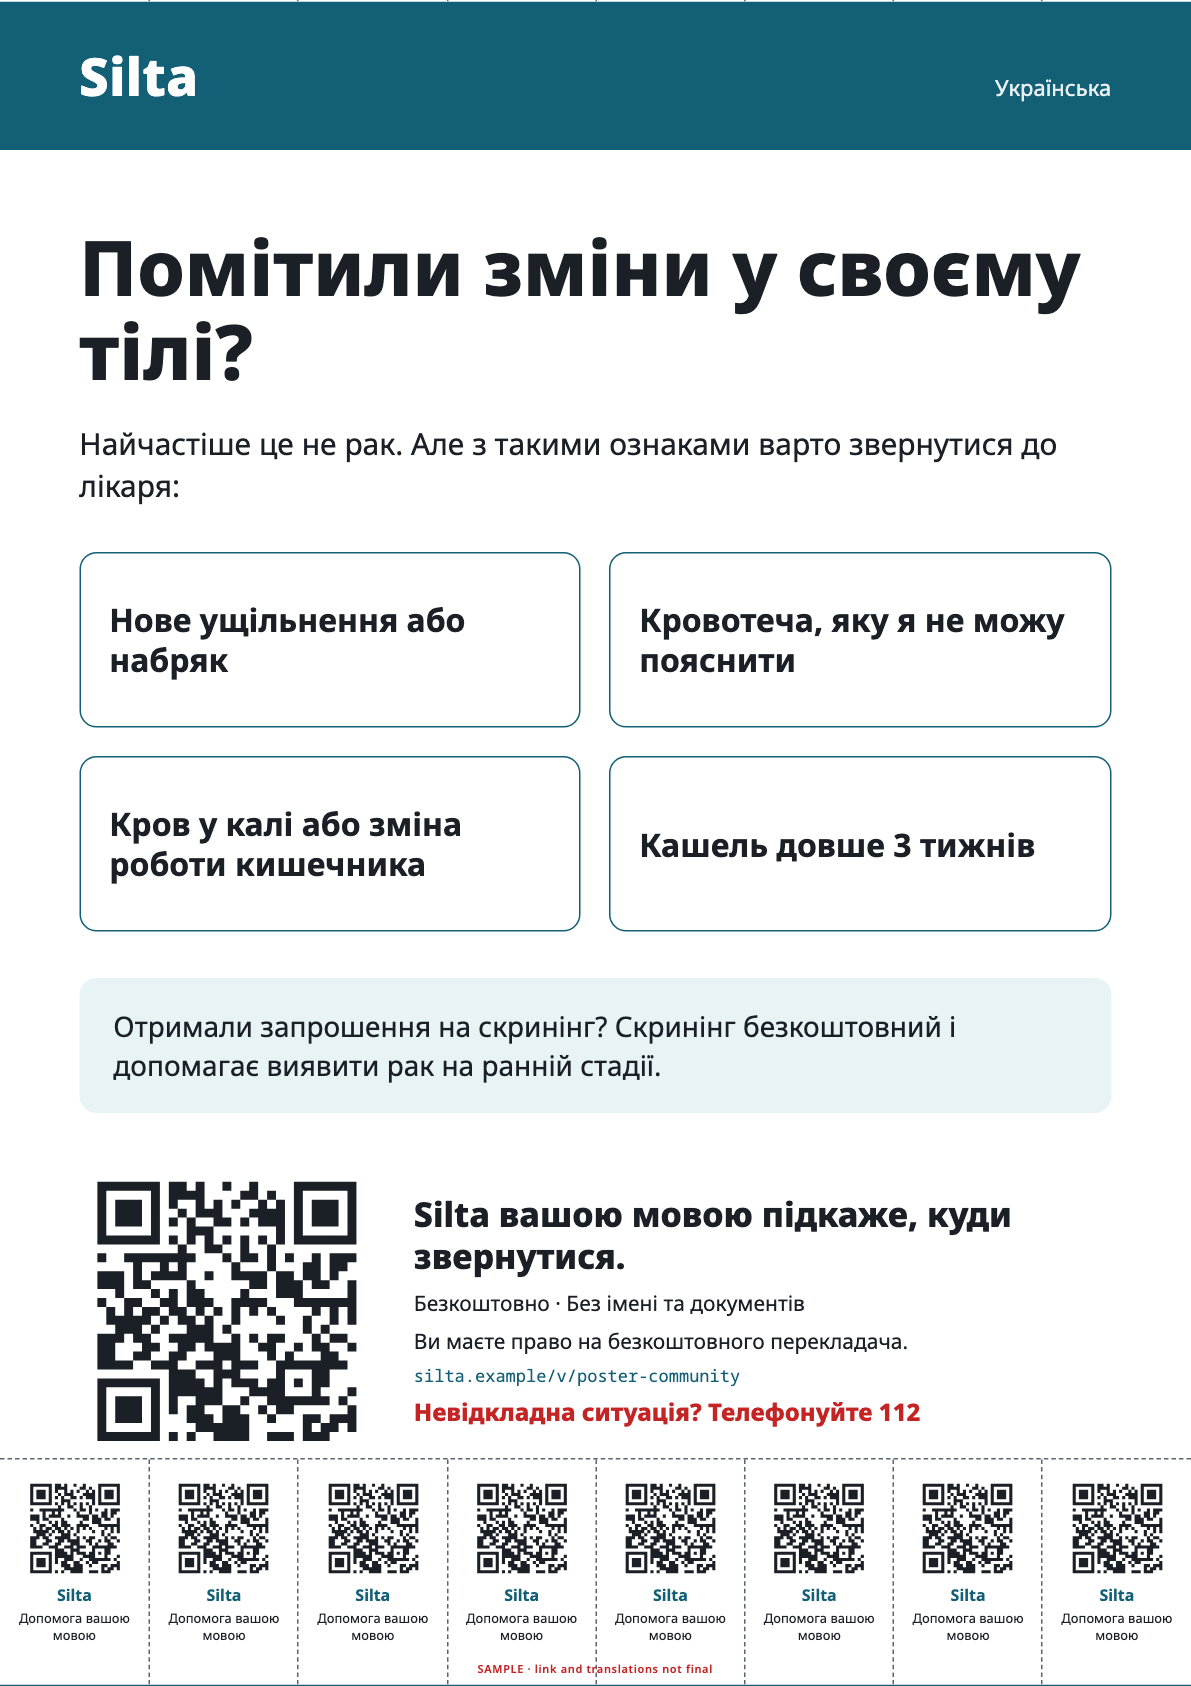 Silta
Українська
Помітили зміни у своєму
тілі?
Найчастіше це не рак. Але з такими ознаками варто звернутися до
лікаря:
Нове ущільнення або
набряк
Кровотеча, яку я не можу
пояснити
Кров у калі або зміна
роботи кишечника
Кашель довше 3 тижнів
Отримали запрошення на скринінг? Скринінг безкоштовний і
допомагає виявити рак на ранній стадії.
Silta вашою мовою підкаже, куди
звернутися.
Безкоштовно · Без імені та документів
Ви маєте право на безкоштовного перекладача.
silta.example/v/poster-community
Невідкладна ситуація? Телефонуйте 112
Silta
Допомога вашою
мовою
Silta
Допомога вашою
мовою
Silta
Допомога вашою
мовою
Silta
Допомога вашою
мовою
Silta
Допомога вашою
мовою
Silta
Допомога вашою
мовою
Silta
Допомога вашою
мовою
Silta
Допомога вашою
мовою
SAMPLE · link and translations not final